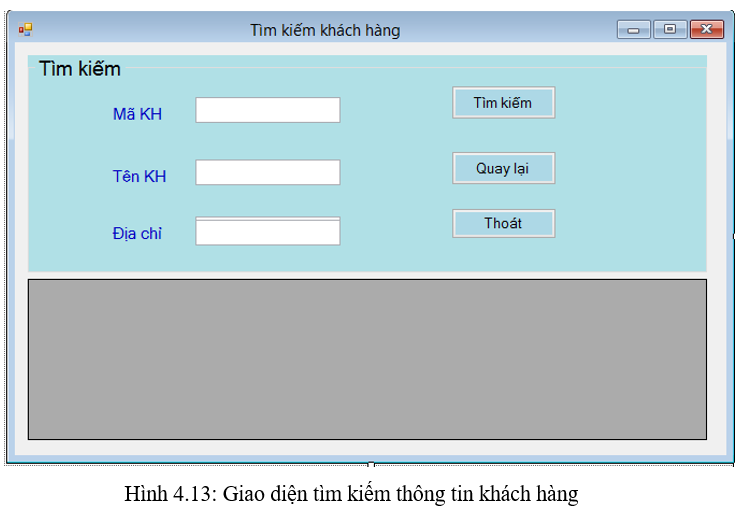 Tìm kiếm khách hàng
Tìm kiếm
Mã KH
Tìm kiếm
Tên KH
Quay lại
Địa chỉ
Thoát
Hình 4.13: Giao diện tìm kiếm thông tin khách hàng